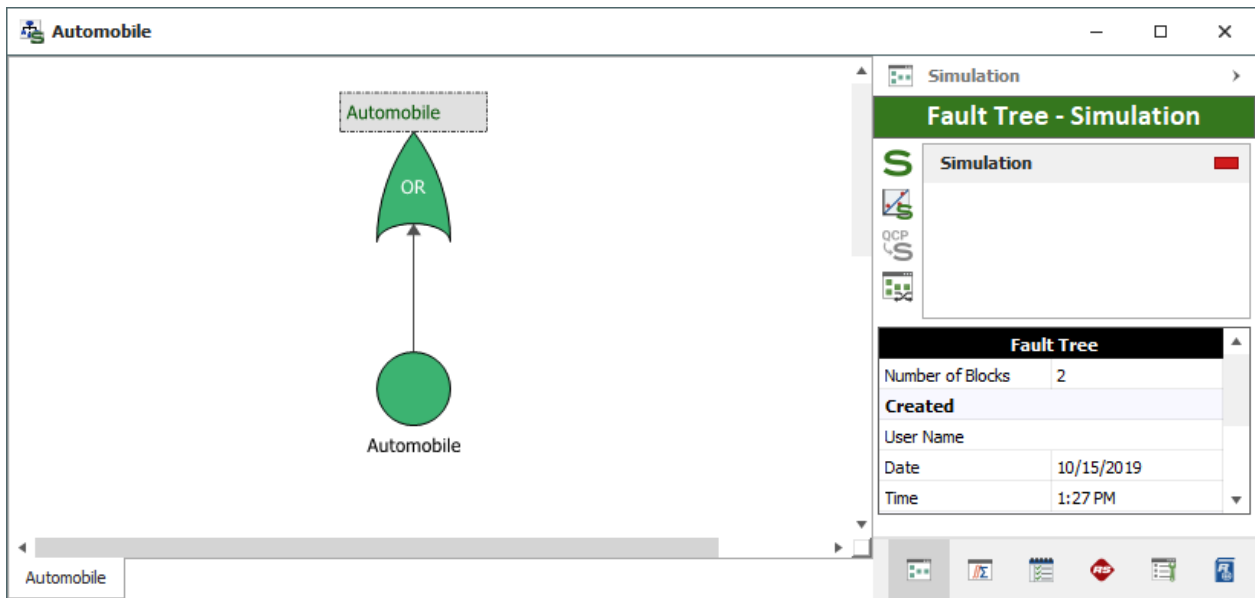 Automobile
Automobile
OR
Automobile
Automobile
Simulation
Fault Tree - Simulation
S
Simulation
S
QCP
S
Fault Tree
Number of Blocks 2
Created
User Name
Date 10/15/2019
Time 1:27 PM